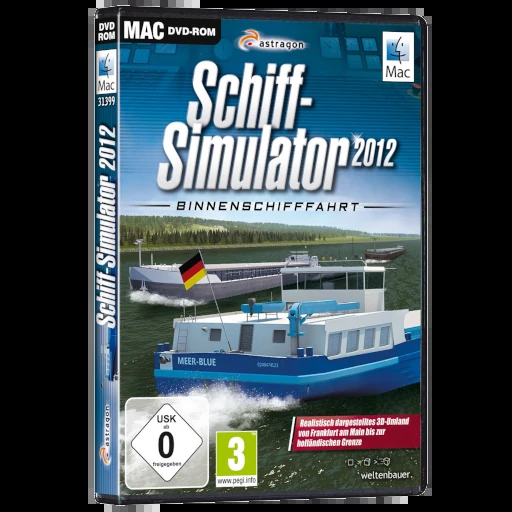 DVD
ROM
Mac
31399
Schiff-Simulator 2012
astragon
MAC DVD-ROM
astragon
Mac
Schiff-
Simulator 2012
BINNENSCHIFFFAHRT
MEER-BLUE
Realistisch dargestelltes 3D-Umland
von Frankfurt am Main bis zur
holländischen Grenze
USK
ab
0
freigegeben
3
www.pegi.info
weltenbauer.